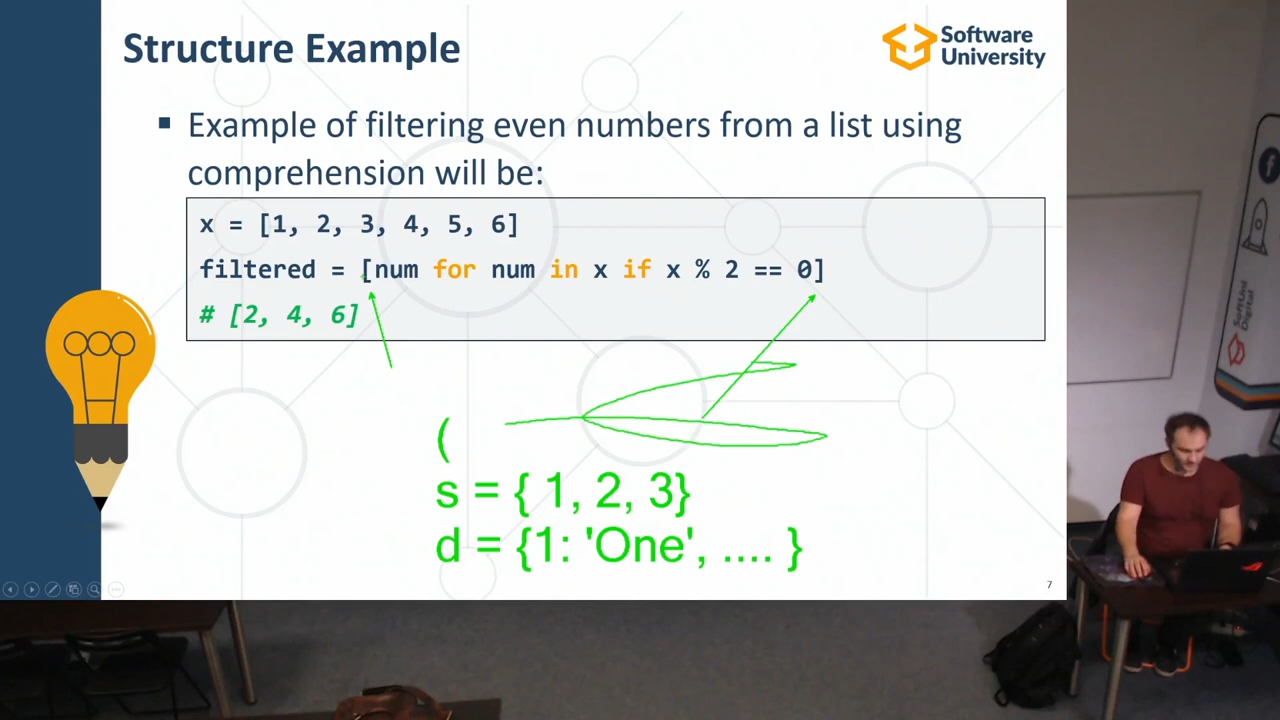 Structure Example
Software
University
▪ Example of filtering even numbers from a list using
comprehension will be:
x = [1, 2, 3, 4, 5, 6]
filtered = [num for num in x if x % 2 == 0]
# [2, 4, 6]
(
s = { 1, 2, 3}
d = {1: 'One', .... }
7
SoftUni
Digital